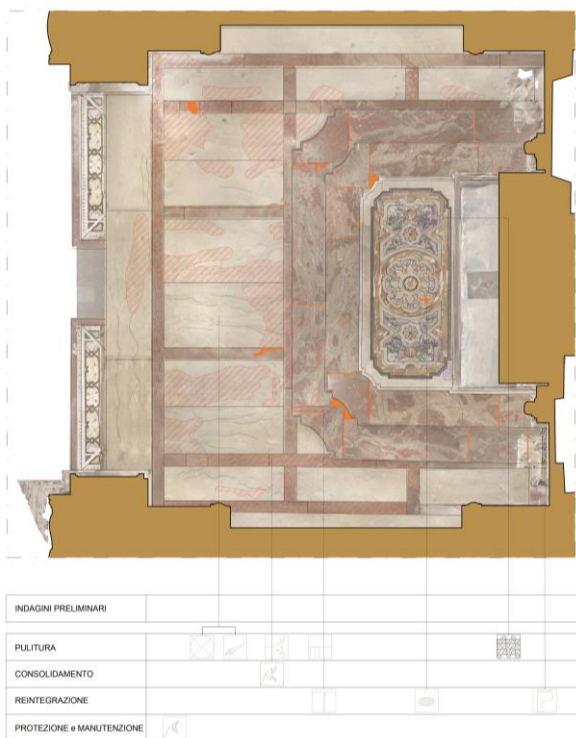 INDAGINI PRELIMINARI
PULITURA
CONSOLIDAMENTO
REINTEGRAZIONE
PROTEZIONE e MANUTENZIONE